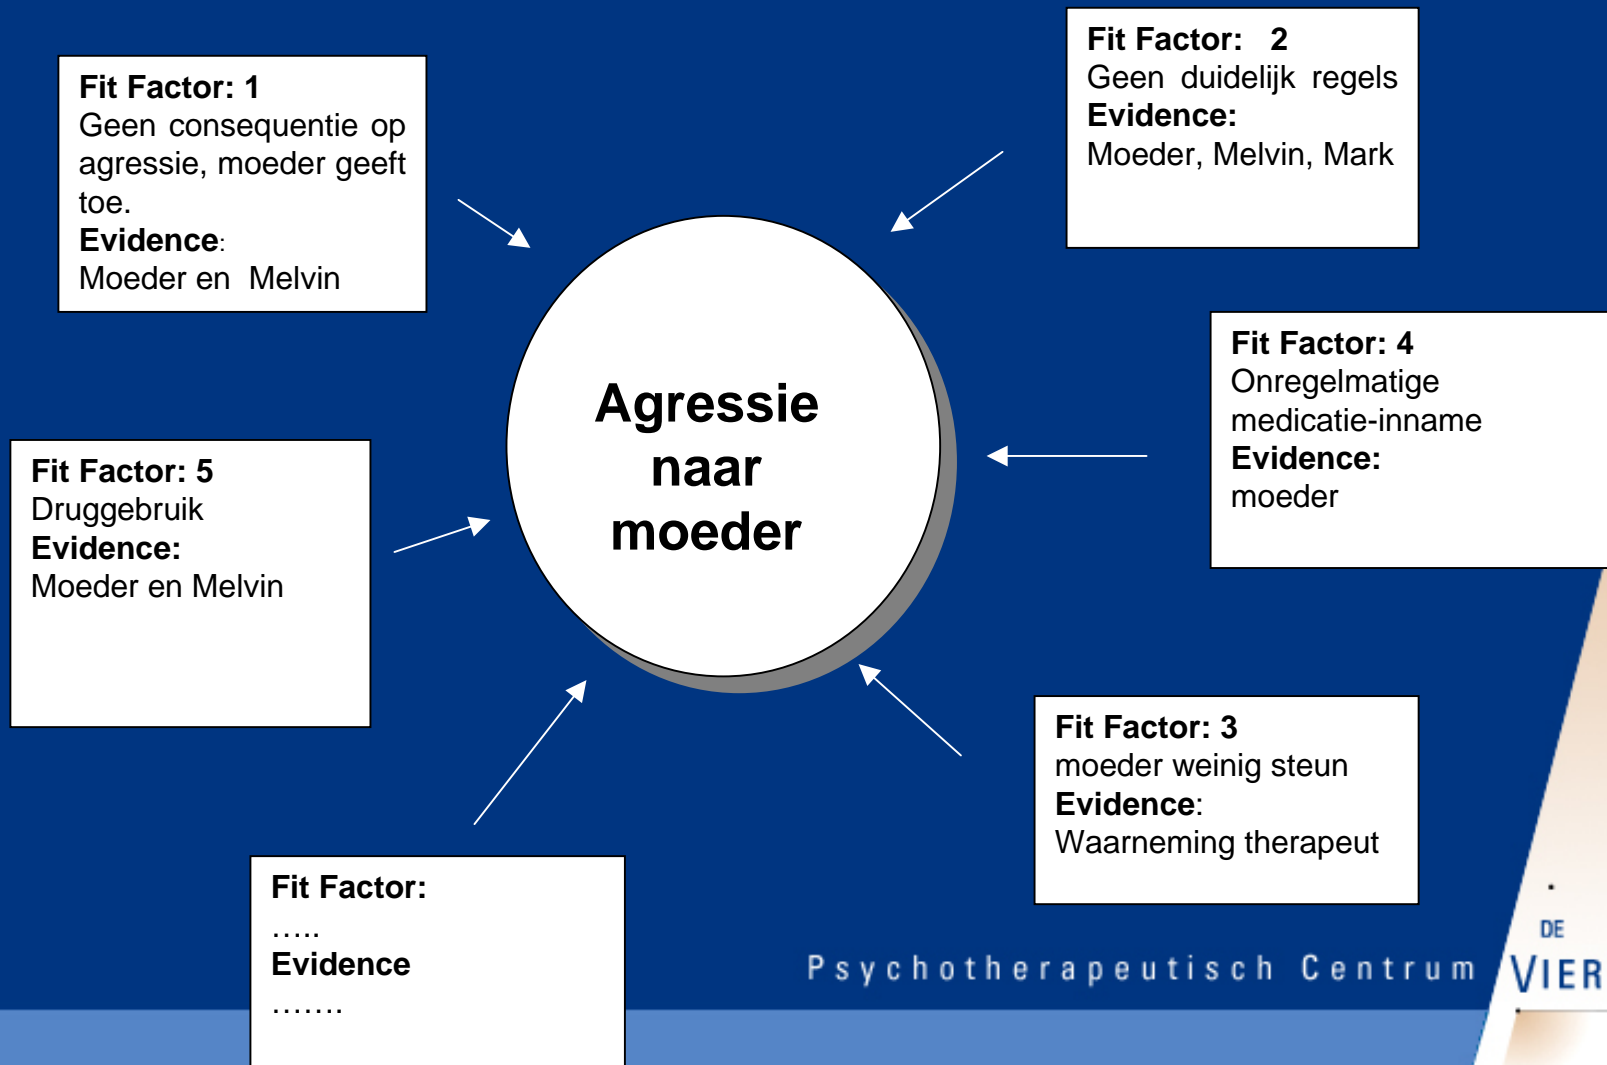 Fit Factor: 1
Geen consequentie op
agressie, moeder geeft
toe.
Evidence:
Moeder en Melvin
Fit Factor: 2
Geen duidelijk regels
Evidence:
Moeder, Melvin, Mark
Agressie
naar
moeder
Fit Factor: 4
Onregelmatige
medicatie-inname
Evidence:
moeder
Fit Factor: 5
Druggebruik
Evidence:
Moeder en Melvin
Fit Factor: 3
moeder weinig steun
Evidence:
Waarneming therapeut
Fit Factor:
…..
Evidence
…….
Psychotherapeutisch Centrum
DE
VIER